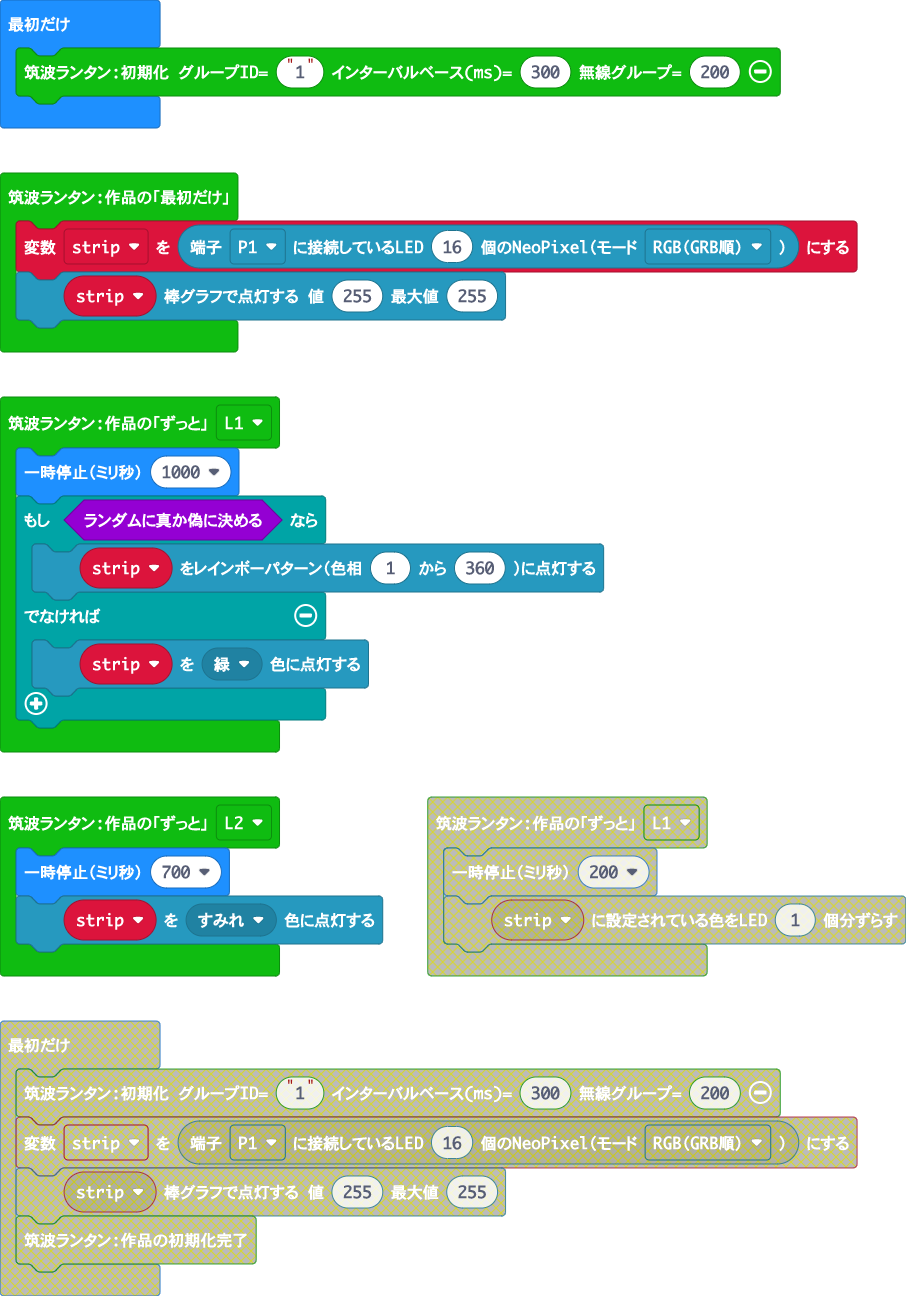 最初だけ
筑波ランタン：初期化 グループID= "1" インターバルベース(ms)= 300 無線グループ= 200
筑波ランタン：作品の「最初だけ」
変数 strip を 端子 P1 に接続しているLED 16 個のNeoPixel(モード RGB(GRB順) ) にする
strip 棒グラフで点灯する 値 255 最大値 255
筑波ランタン：作品の「ずっと」 L1
一時停止（ミリ秒） 1000
もし ランダムに真か偽に決める なら
strip をレインボーパターン（色相 1 から 360 )に点灯する
でなければ
strip を 緑 色に点灯する
筑波ランタン：作品の「ずっと」 L2
一時停止（ミリ秒） 700
strip を すみれ 色に点灯する
筑波ランタン：作品の「ずっと」 L1
一時停止（ミリ秒） 200
strip に設定されている色をLED 1 個分ずらす
最初だけ
筑波ランタン：初期化 グループID= "1" インターバルベース(ms)= 300 無線グループ= 200
変数 strip を 端子 P1 に接続しているLED 16 個のNeoPixel(モード RGB(GRB順) ) にする
strip 棒グラフで点灯する 値 255 最大値 255
筑波ランタン：作品の初期化完了